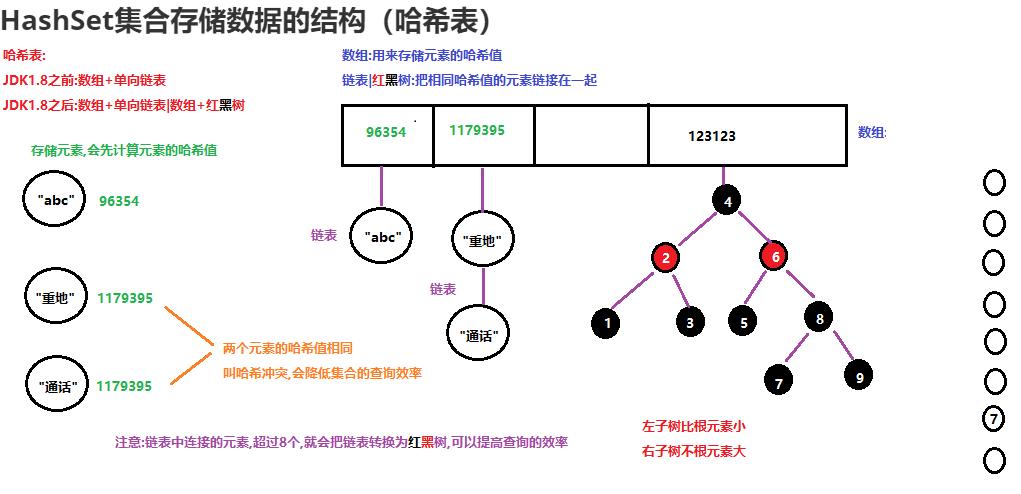 HashSet集合存储数据的结构（哈希表）
哈希表:
JDK1.8之前:数组+单向链表
JDK1.8之后:数组+单向链表|数组+红黑树
数组:用来存储元素的哈希值
链表|红黑树:把相同哈希值的元素链接在一起
96354
1179395
123123
数组:
存储元素,会先计算元素的哈希值
"abc"
96354
"重地"
1179395
"通话"
1179395
两个元素的哈希值相同
叫哈希冲突,会降低集合的查询效率
链表
"abc"
"重地"
链表
"通话"
4
2
6
1
3
5
8
7
9
7
左子树比根元素小
右子树不根元素大
注意:链表中连接的元素,超过8个,就会把链表转换为红黑树,可以提高查询的效率